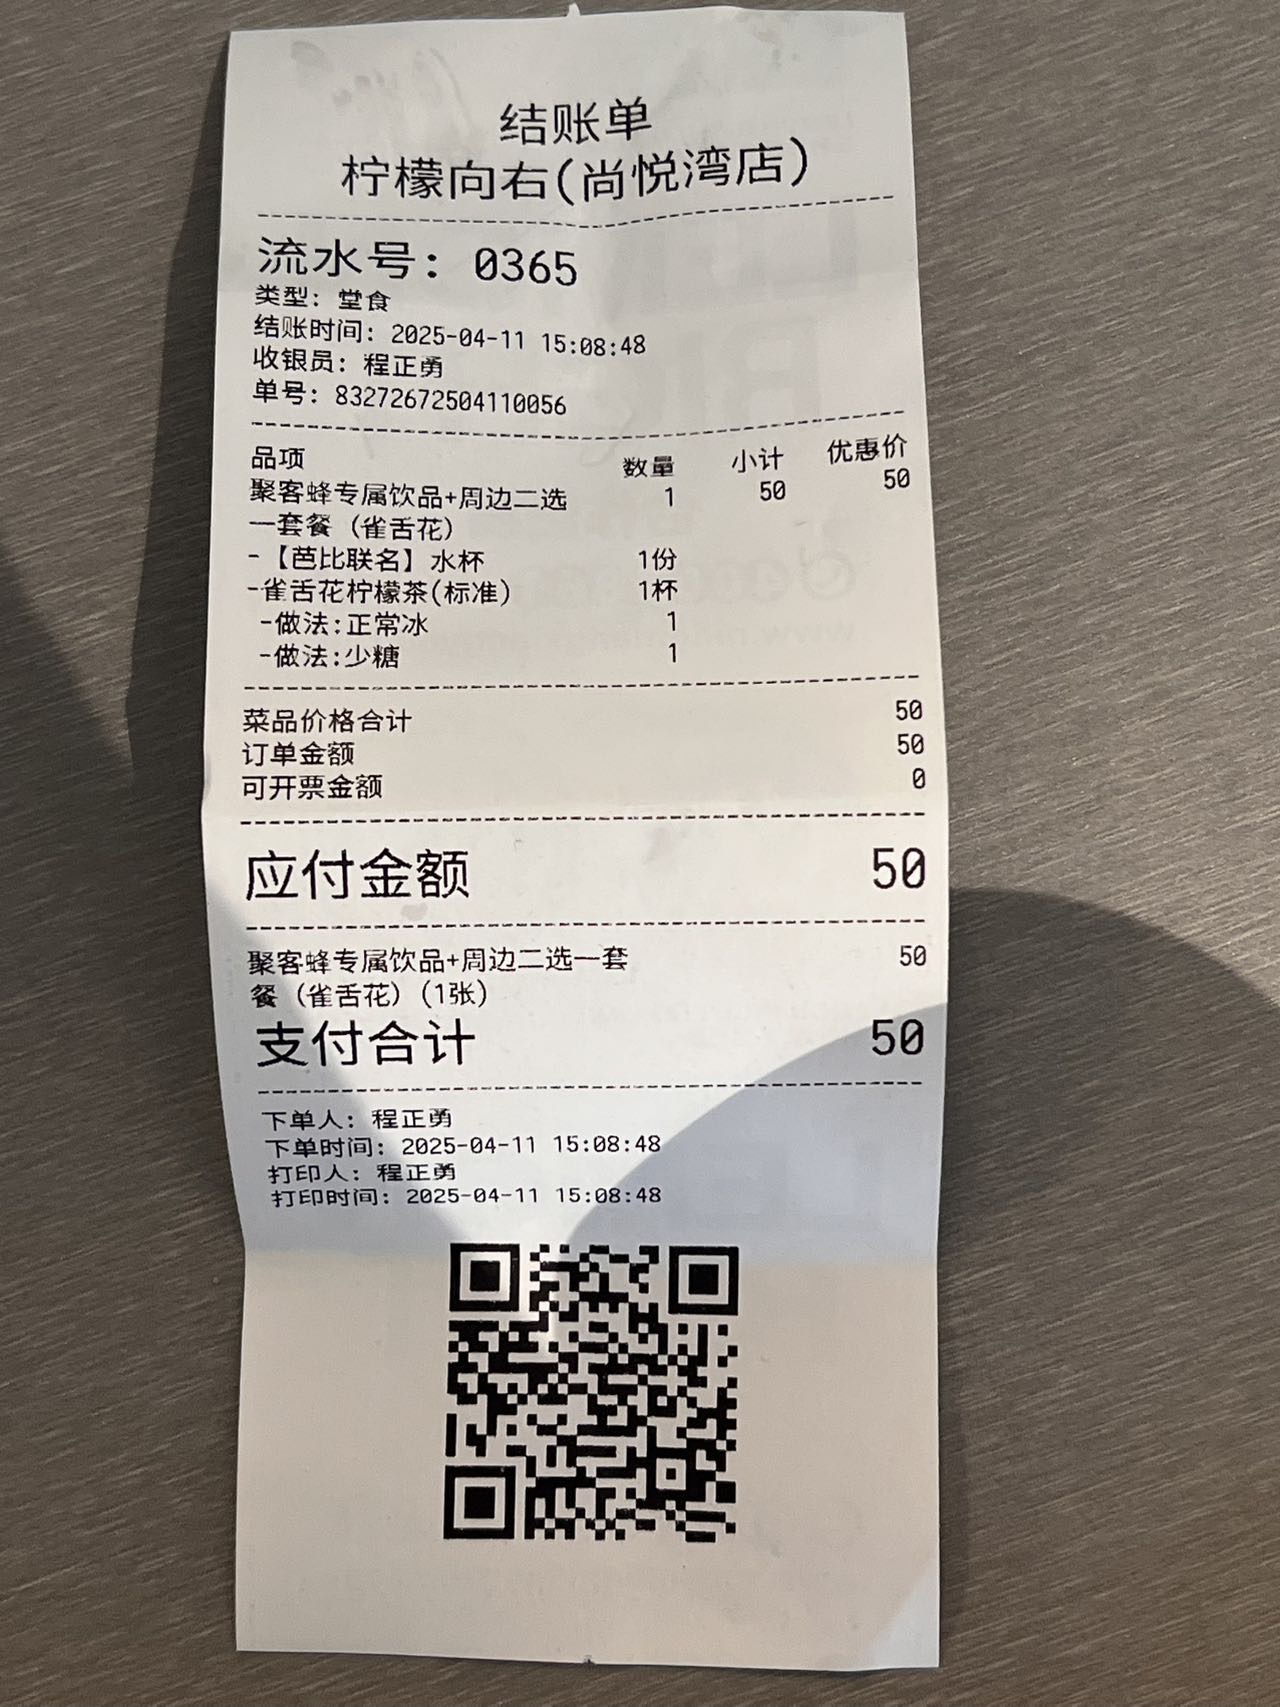 结账单
柠檬向右(尚悦湾店)
流水号: 0365
类型: 堂食
结账时间: 2025-04-11 15:08:48
收银员: 程正勇
单号: 83272672504110056
品项 数量 小计 优惠价
聚客蜂专属饮品+周边二选 1 50 50
一套餐 (雀舌花)
-【芭比联名】水杯 1份
-雀舌花柠檬茶(标准) 1杯
-做法:正常冰 1
-做法:少糖 1
菜品价格合计 50
订单金额 50
可开票金额 0
应付金额 50
聚客蜂专属饮品+周边二选一套 50
餐 (雀舌花) (1张)
支付合计 50
下单人: 程正勇
下单时间: 2025-04-11 15:08:48
打印人: 程正勇
打印时间: 2025-04-11 15:08:48